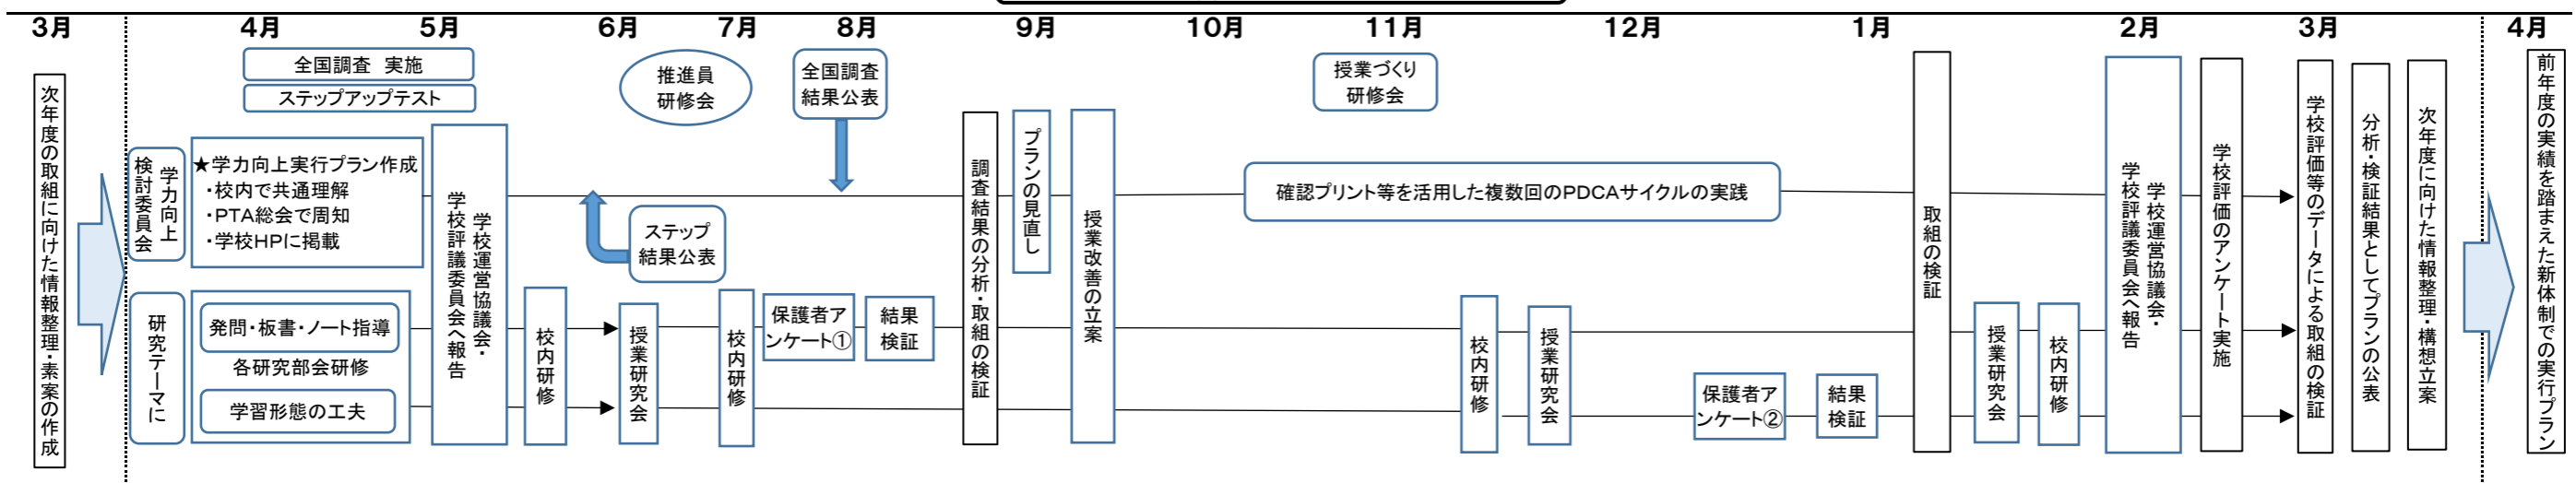 3月
4月
5月
6月
7月
8月
9月
10月
11月
12月
1月
2月
3月
4月
次年度の取組に向けた情報整理・素案の作成
全国調査 実施
ステップアップテスト
学力向上
検討委員会
★学力向上実行プラン作成
・校内で共通理解
・PTA総会で周知
・学校HPに掲載
研究テーマに
発問・板書・ノート指導
各研究部会研修
学習形態の工夫
学校運営協議会・
学校評議委員会へ報告
校内研修
推進員
研修会
ステップ
結果公表
授業研究会
校内研修
全国調査
結果公表
保護者ア
ンケート①
結果
検証
調査結果の分析・取組の検証
プランの見直し
授業改善の立案
授業づくり
研修会
確認プリント等を活用した複数回のPDCAサイクルの実践
校内研修
授業研究会
保護者ア
ンケート②
結果
検証
取組の検証
授業研究会
校内研修
学校運営協議会・
学校評議委員会へ報告
学校評価のアンケート実施
学校評価等のデータによる取組の検証
分析・検証結果としてプランの公表
次年度に向けた情報整理・構想立案
前年度の実績を踏まえた新体制での実行プラン